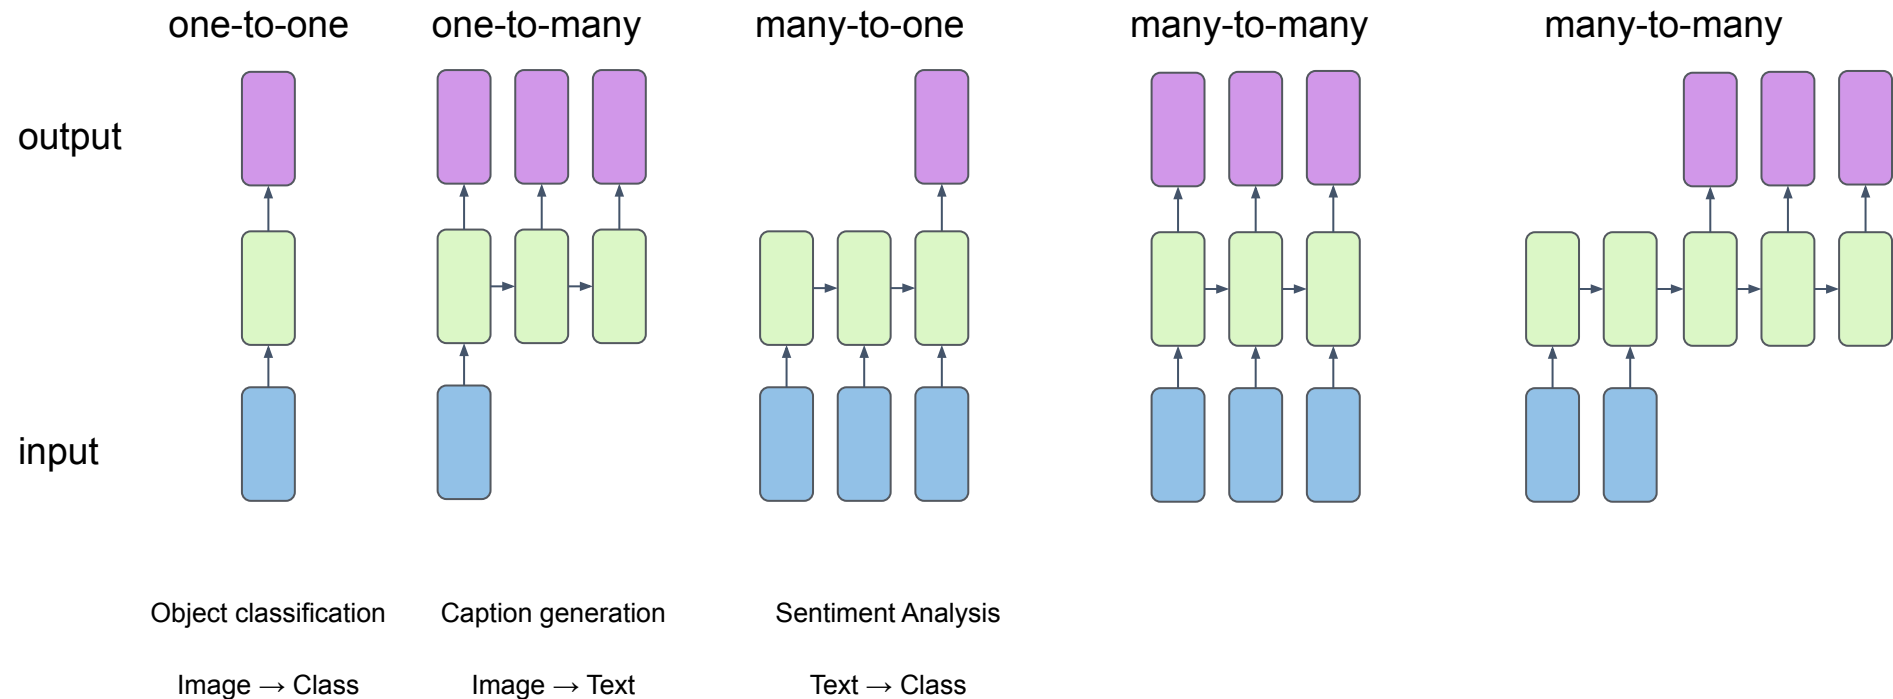 one-to-one
one-to-many
many-to-one
many-to-many
many-to-many
output
input
Object classification
Caption generation
Sentiment Analysis
Image → Class
Image → Text
Text → Class